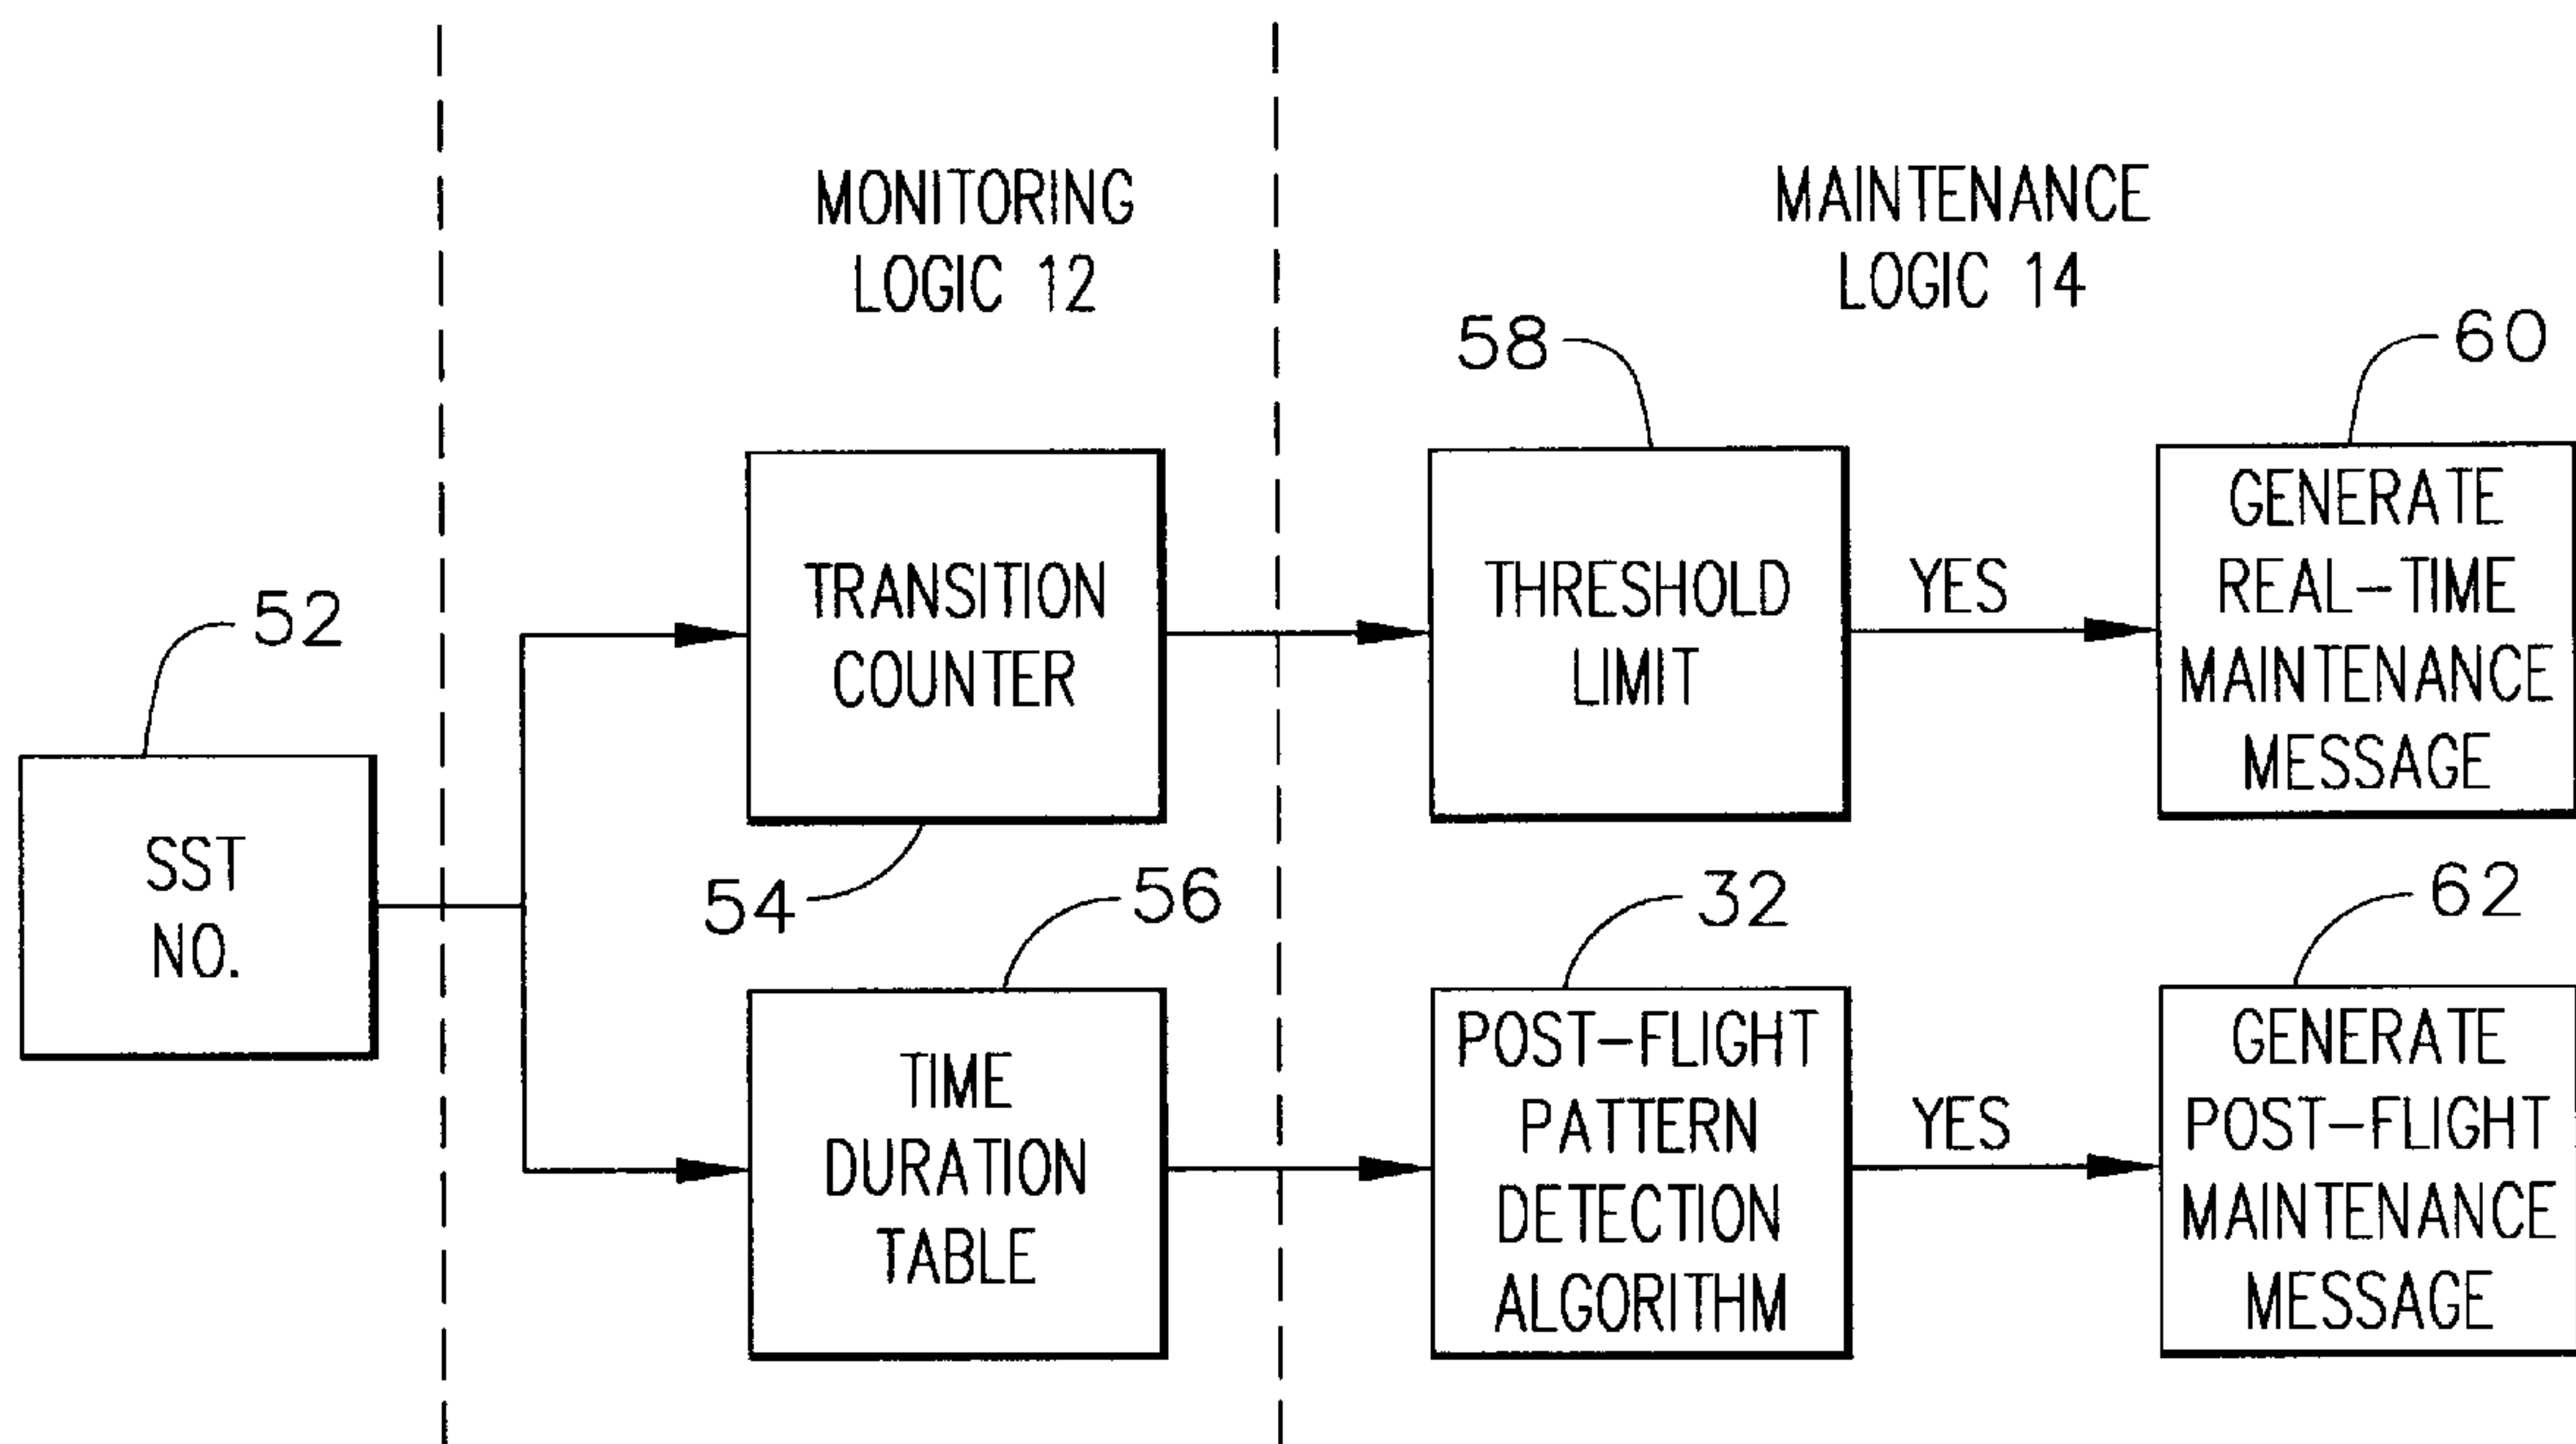 MONITORING
LOGIC 12
MAINTENANCE
LOGIC 14
52
SST
NO.
TRANSITION
COUNTER
54
56
TIME
DURATION
TABLE
58
THRESHOLD
LIMIT
YES
60
GENERATE
REAL-TIME
MAINTENANCE
MESSAGE
32
POST-FLIGHT
PATTERN
DETECTION
ALGORITHM
YES
62
GENERATE
POST-FLIGHT
MAINTENANCE
MESSAGE